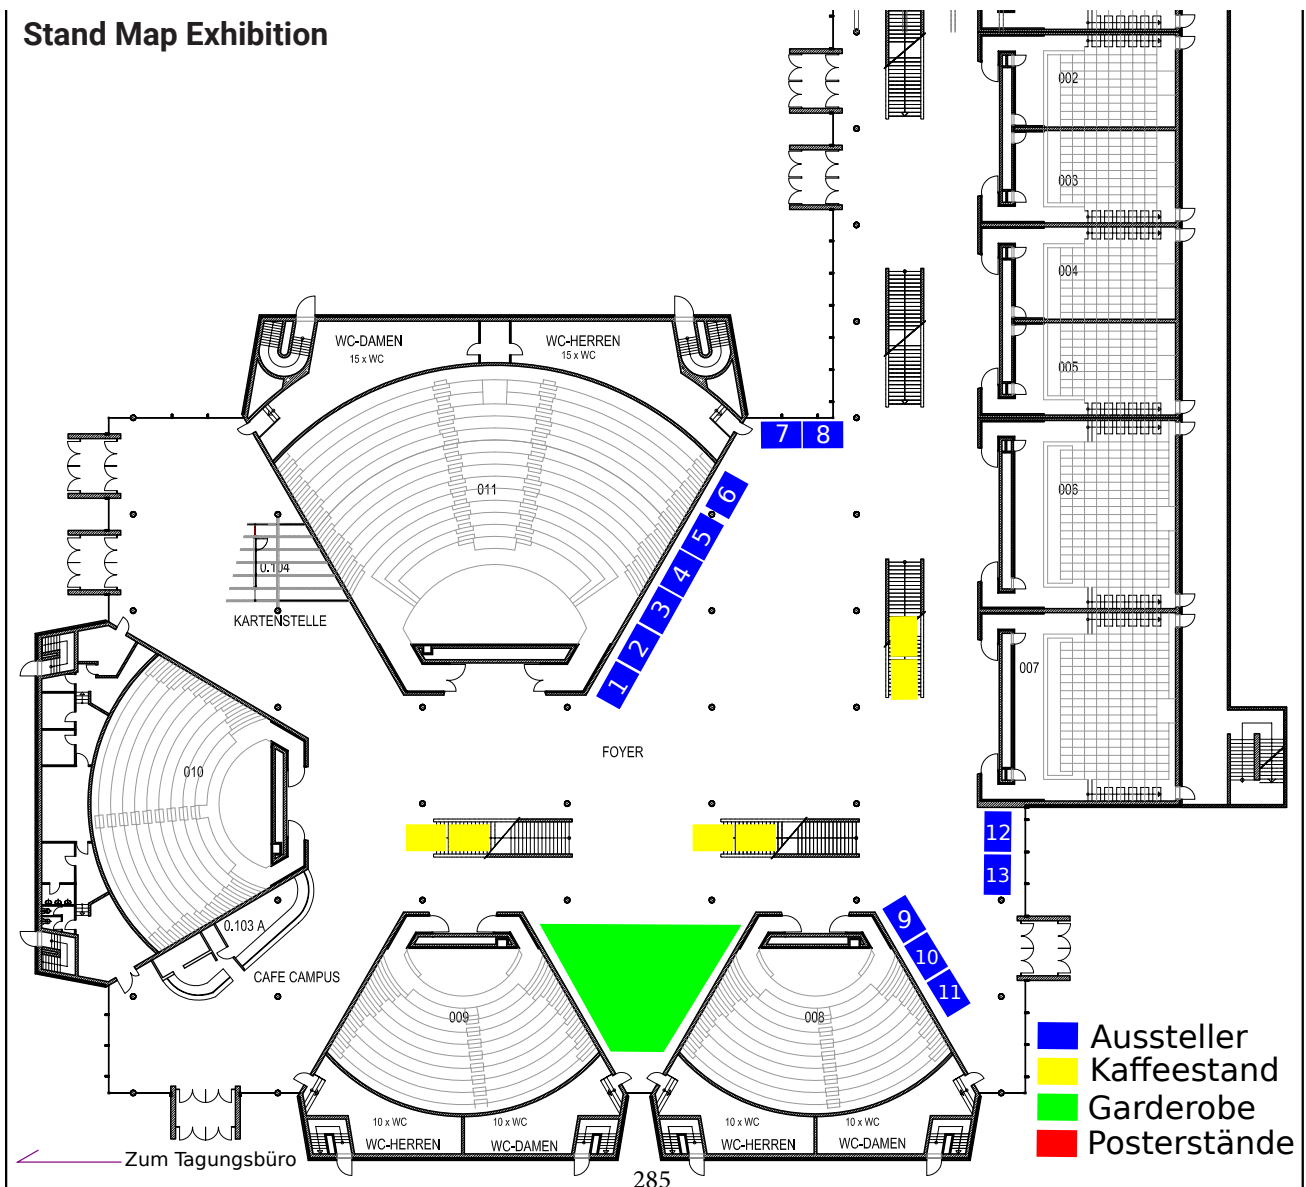 Stand Map Exhibition
002
003
004
WC-DAMEN
15 x WC
WC-HERREN
15 x WC
005
7
8
011
6
006
5
4
0.104
3
KARTENSTELLE
2
007
1
FOYER
010
12
13
9
0.103 A
10
CAFE CAMPUS
11
009
008
Aussteller
Kaffeestand
Garderobe
Posterstände
10 x WC
WC-HERREN
10 x WC
WC-DAMEN
10 x WC
WC-HERREN
10 x WC
WC-DAMEN
Zum Tagungsbüro
285